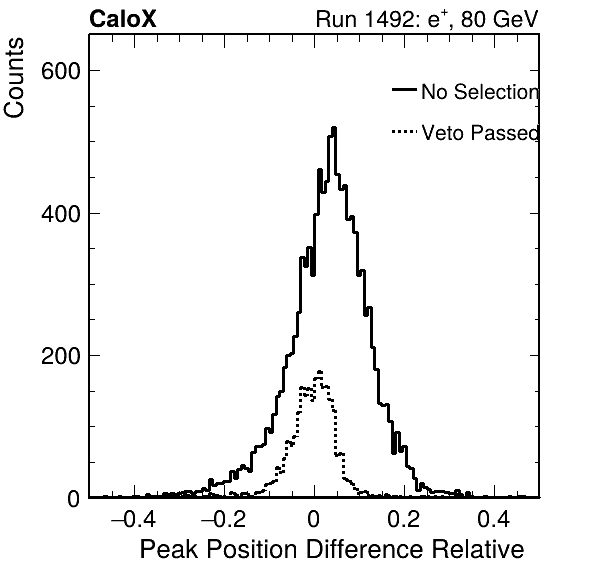 CaloX Run 1492: e⁺, 80 GeV
Counts
600
No Selection
Veto Passed
400
200
0
−0.4 −0.2 0 0.2 0.4
Peak Position Difference Relative